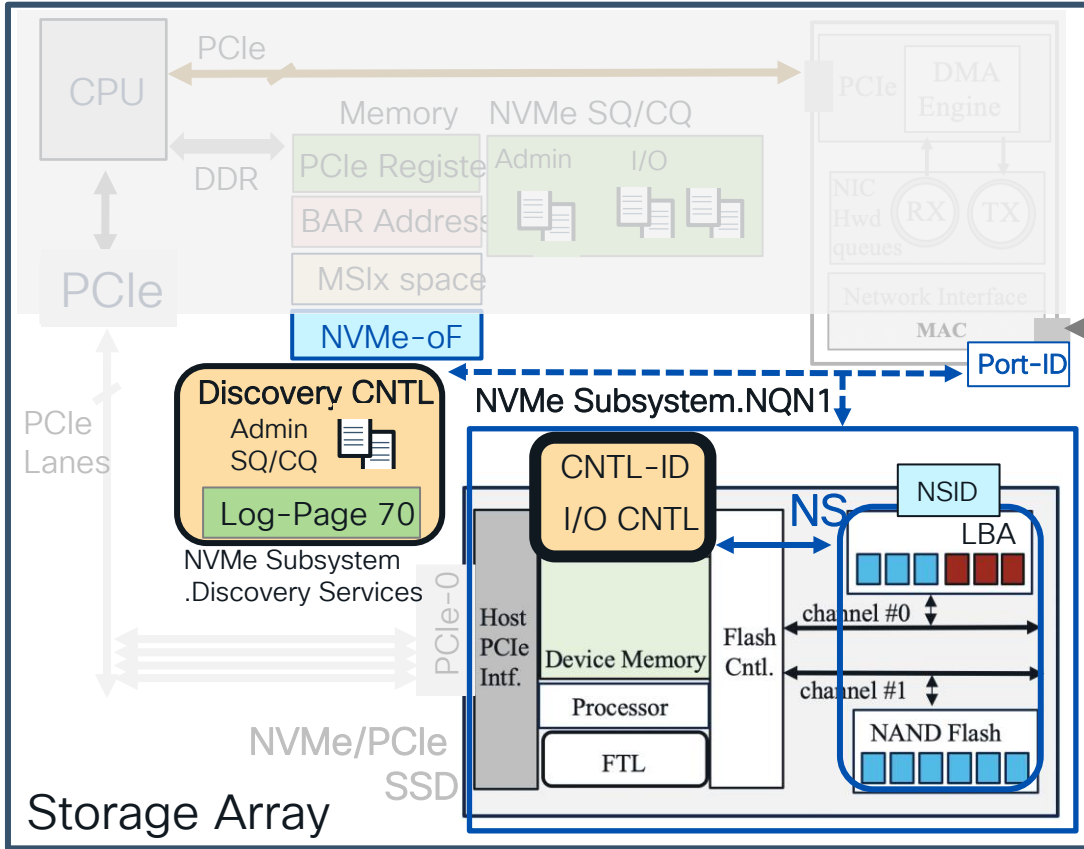 PCIe
CPU
PCIe
DMA
Engine
Memory
NVMe SQ/CQ
DDR
PCIe Registe
Admin
I/O
BAR Address
NIC
Hwd
queues
RX
TX
MSIx space
PCIe
Network Interface
MAC
NVMe-oF
Port-ID
Discovery CNTL
NVMe Subsystem.NQN1
Admin
SQ/CQ
PCIe
Lanes
Log-Page 70
CNTL-ID
I/O CNTL
NS
NSID
LBA
NVMe Subsystem
.Discovery Services
PCIe-0
Host
PCIe
Intf.
Device Memory
Flash
Cntl.
channel #0
channel #1
Processor
NAND Flash
FTL
NVMe/PCIe
SSD
Storage Array